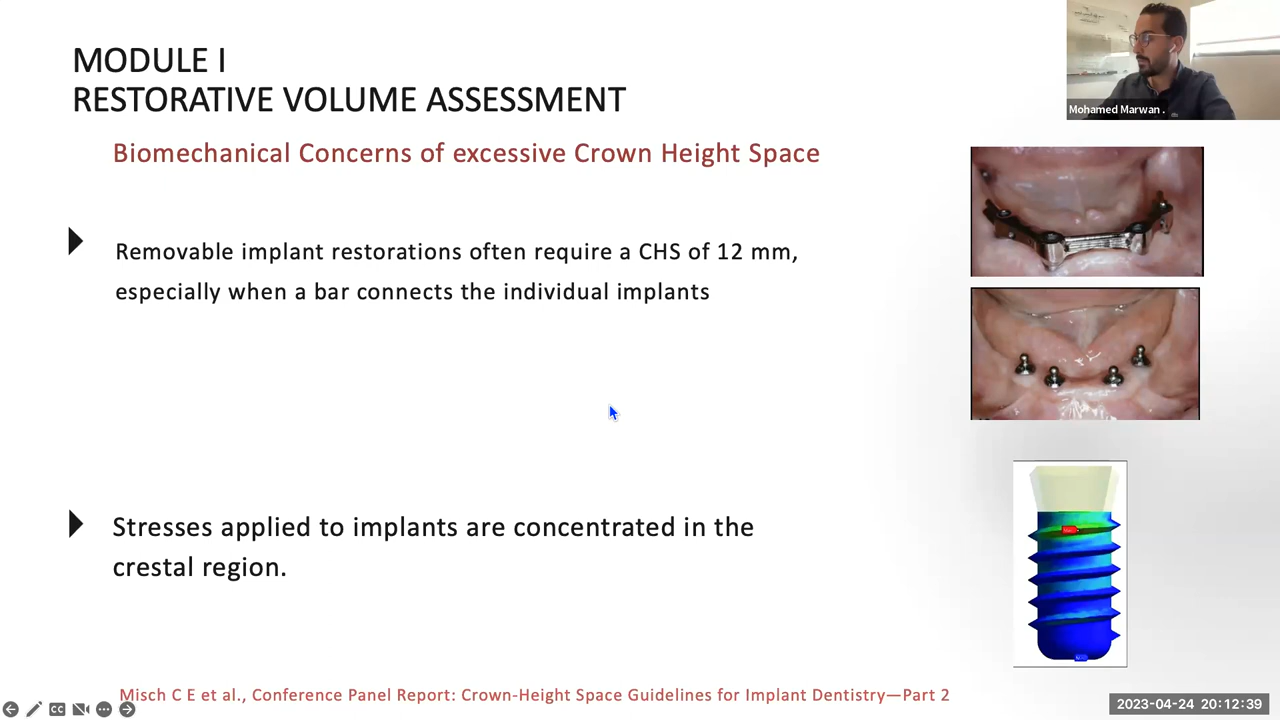 MODULE I
RESTORATIVE VOLUME ASSESSMENT
Mohamed Marwan .
Biomechanical Concerns of excessive Crown Height Space
Removable implant restorations often require a CHS of 12 mm,
especially when a bar connects the individual implants
Stresses applied to implants are concentrated in the
crestal region.
Misch C E et al., Conference Panel Report: Crown-Height Space Guidelines for Implant Dentistry—Part 2
CC
2023-04-24 20:12:39